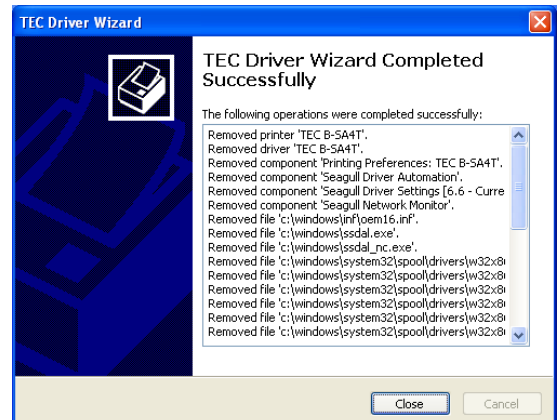 TEC Driver Wizard
TEC Driver Wizard Completed
Successfully
The following operations were completed successfully:
Removed printer 'TEC B-SA4T'.
Removed driver 'TEC B-SA4T'.
Removed component 'Printing Preferences: TEC B-SA4T'.
Removed component 'Seagull Driver Automation'.
Removed component 'Seagull Driver Settings [6.6 - Curre
Removed component 'Seagull Network Monitor'.
Removed file 'c:\windows\inf\oem16.inf'.
Removed file 'c:\windows\ssdal.exe'.
Removed file 'c:\windows\ssdal_nc.exe'.
Removed file 'c:\windows\system32\spool\drivers\w32x8
Removed file 'c:\windows\system32\spool\drivers\w32x8
Removed file 'c:\windows\system32\spool\drivers\w32x8
Removed file 'c:\windows\system32\spool\drivers\w32x8
Removed file 'c:\windows\system32\spool\drivers\w32x8
Removed file 'c:\windows\system32\spool\drivers\w32x8
Close
Cancel